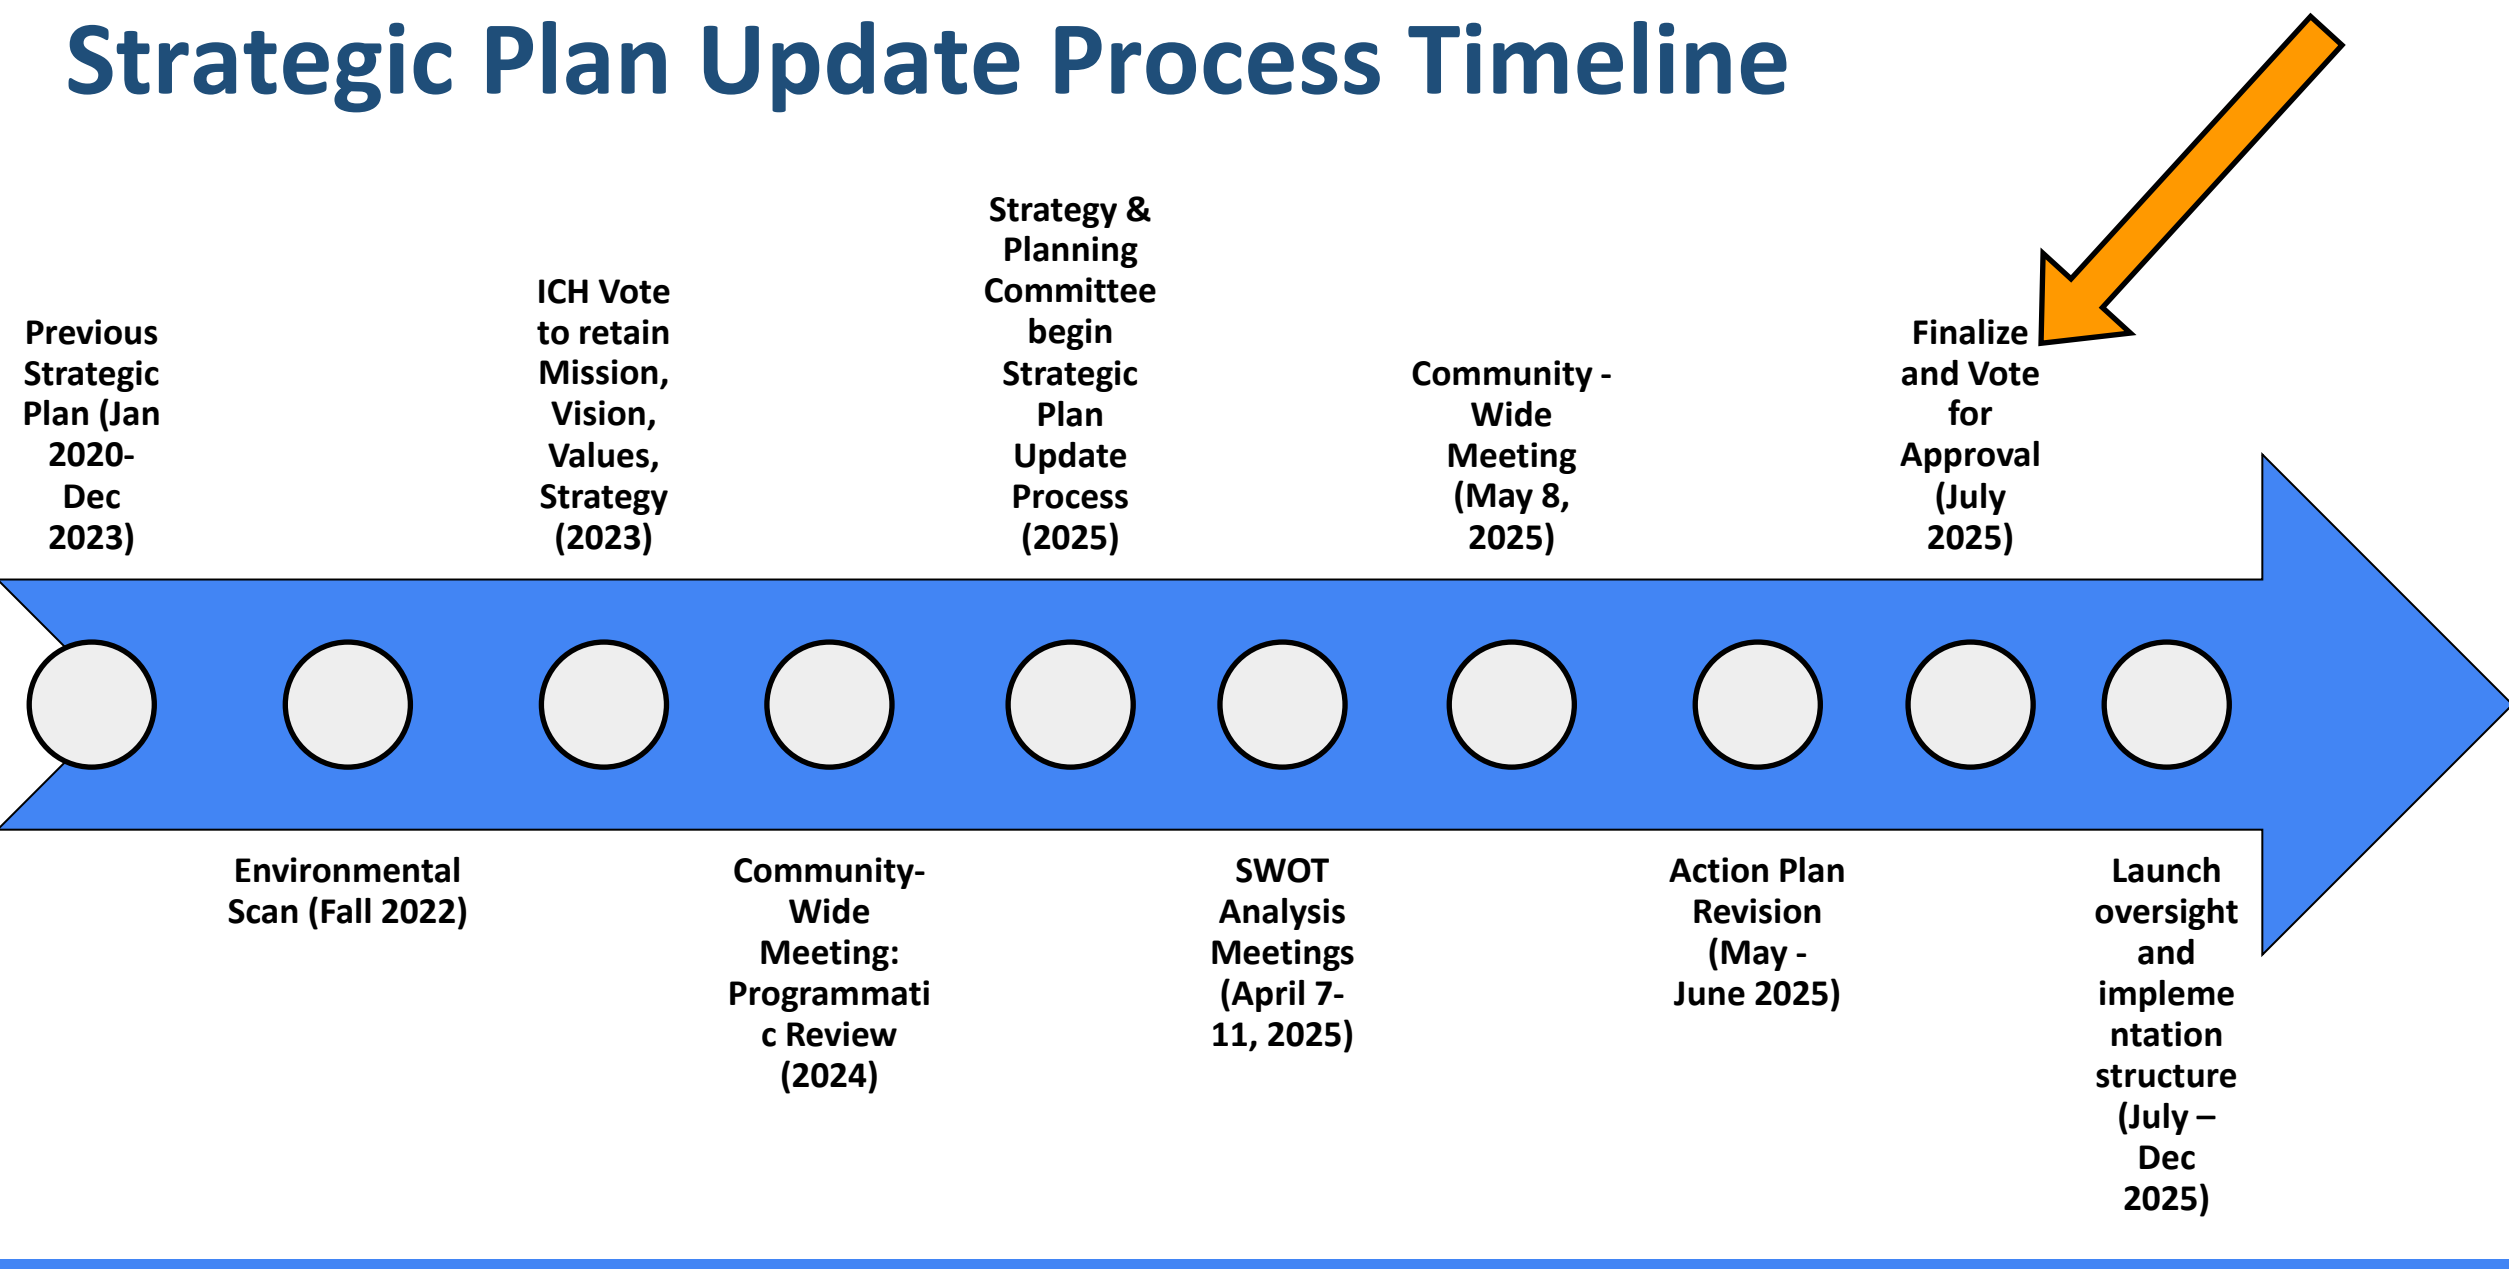 Strategic Plan Update Process Timeline
Previous
Strategic
Plan (Jan
2020-
Dec
2023)
Environmental
Scan (Fall 2022)
ICH Vote
to retain
Mission,
Vision,
Values,
Strategy
(2023)
Community-
Wide
Meeting:
Programmati
c Review
(2024)
Strategy &
Planning
Committee
begin
Strategic
Plan
Update
Process
(2025)
SWOT
Analysis
Meetings
(April 7-
11, 2025)
Community -
Wide
Meeting
(May 8,
2025)
Action Plan
Revision
(May -
June 2025)
Finalize
and Vote
for
Approval
(July
2025)
Launch
oversight
and
impleme
ntation
structure
(July –
Dec
2025)